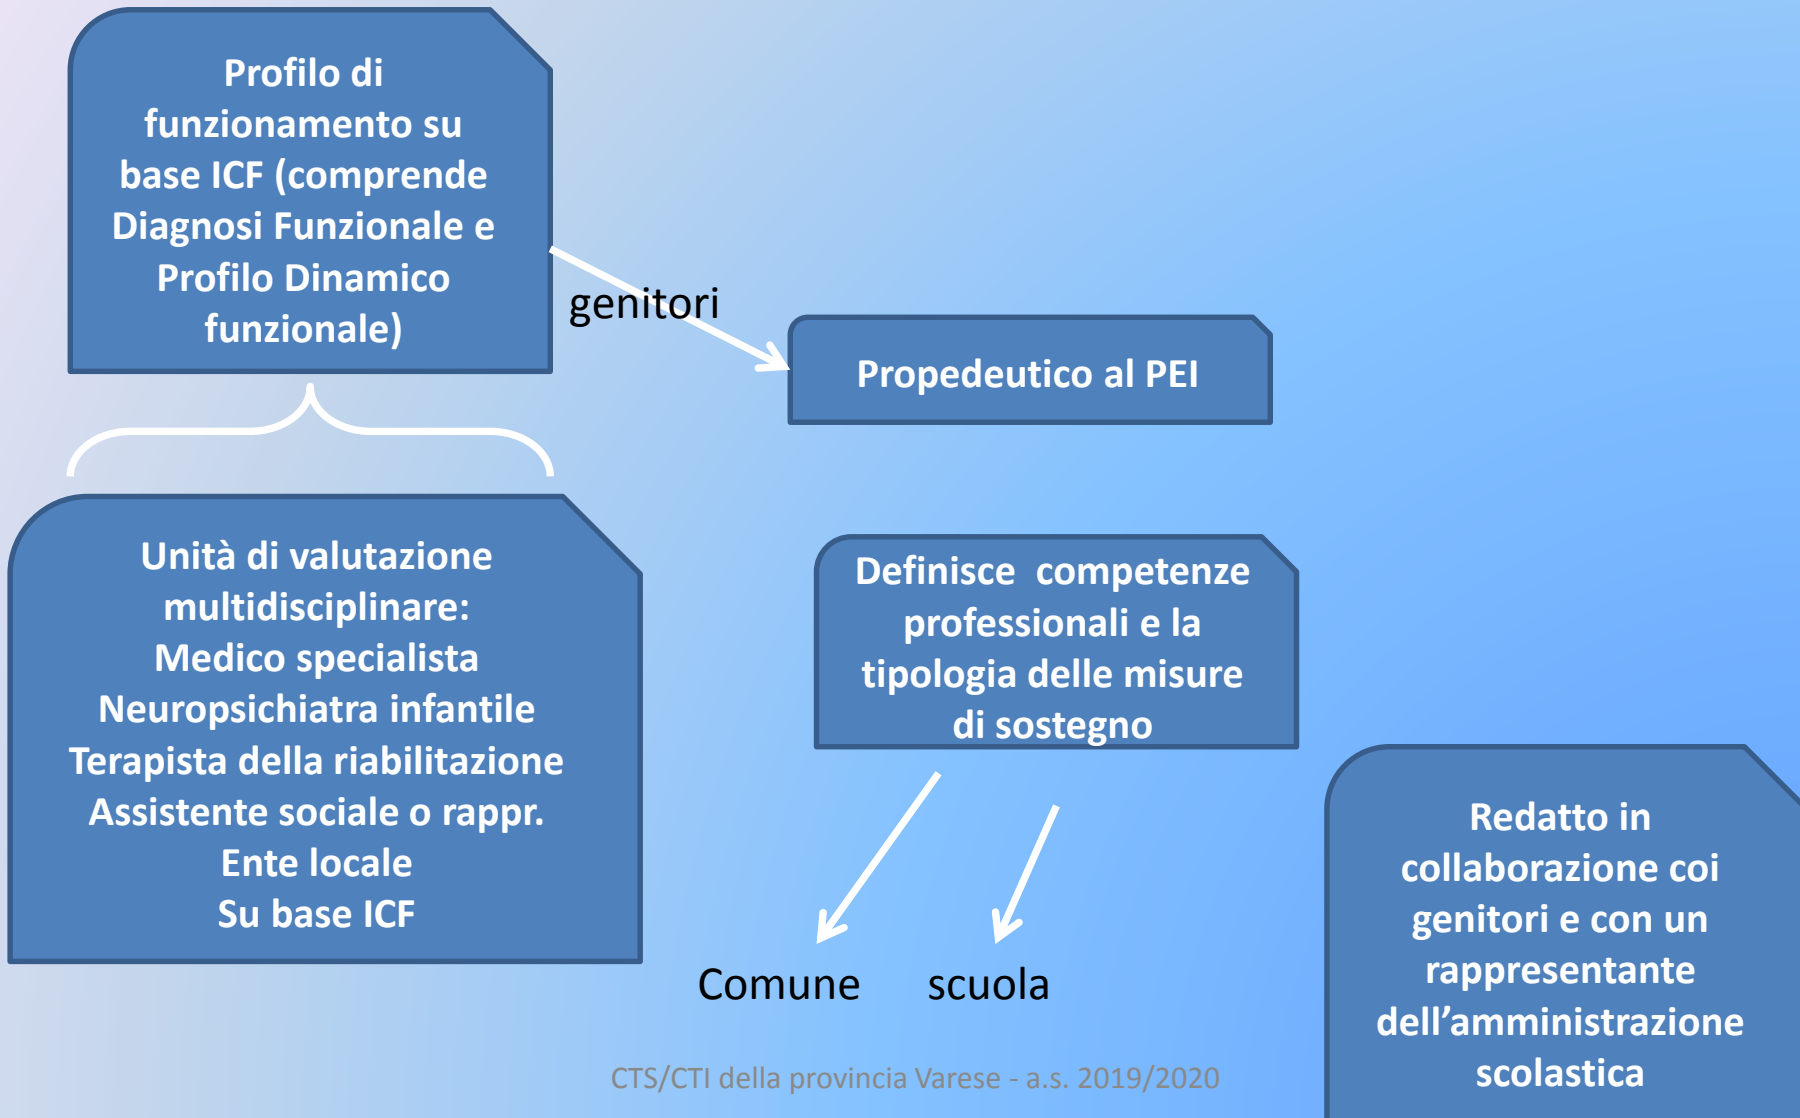 Profilo di
funzionamento su
base ICF (comprende
Diagnosi Funzionale e
Profilo Dinamico
funzionale)
genitori
Propedeutico al PEI
Unità di valutazione
multidisciplinare:
Medico specialista
Neuropsichiatra infantile
Terapista della riabilitazione
Assistente sociale o rappr.
Ente locale
Su base ICF
Definisce competenze
professionali e la
tipologia delle misure
di sostegno
Comune
scuola
Redatto in
collaborazione coi
genitori e con un
rappresentante
dell’amministrazione
scolastica
CTS/CTI della provincia Varese - a.s. 2019/2020